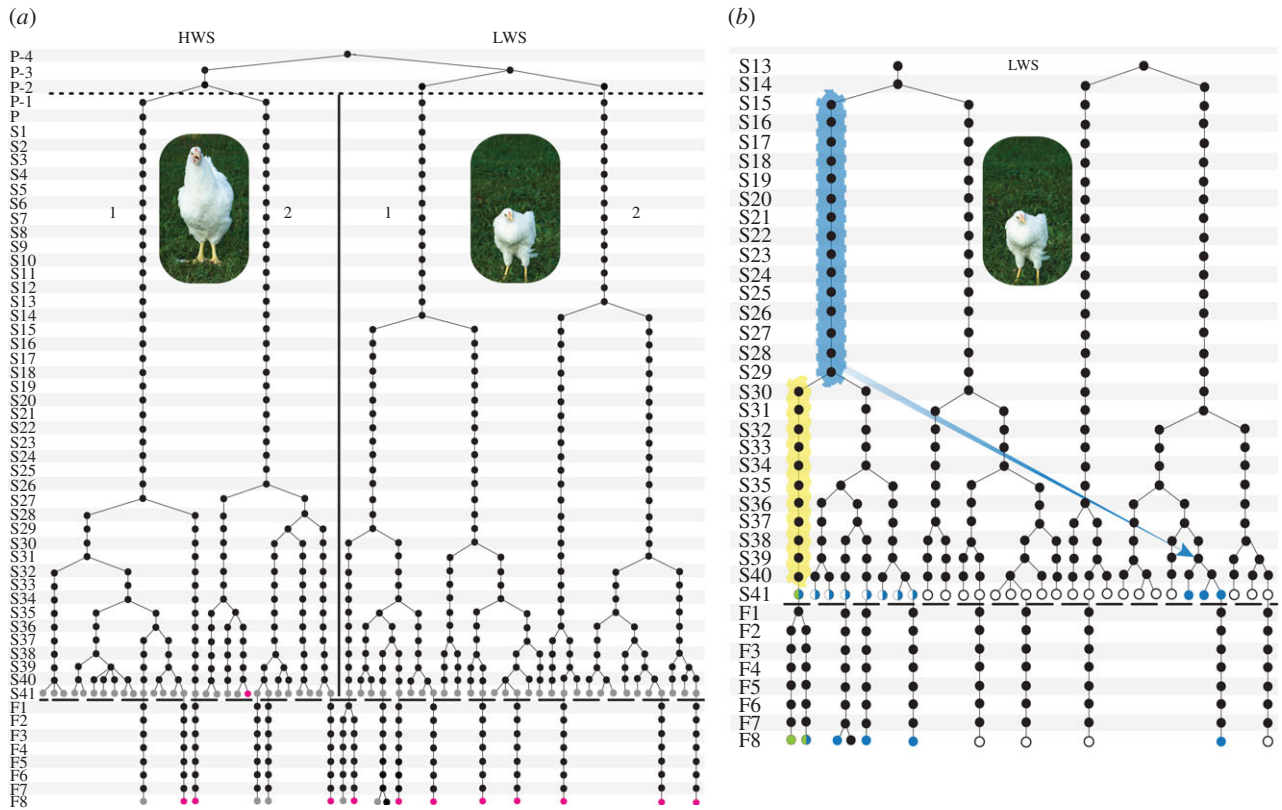 (a)
HWS
LWS
P-4
P-3
P-2
P-1
P
S1
S2
S3
S4
S5
S6
S7
S8
S9
S10
S11
S12
S13
S14
S15
S16
S17
S18
S19
S20
S21
S22
S23
S24
S25
S26
S27
S28
S29
S30
S31
S32
S33
S34
S35
S36
S37
S38
S39
S40
S41
F1
F2
F3
F4
F5
F6
F7
F8
1
2
1
2
(b)
LWS
S13
S14
S15
S16
S17
S18
S19
S20
S21
S22
S23
S24
S25
S26
S27
S28
S29
S30
S31
S32
S33
S34
S35
S36
S37
S38
S39
S40
S41
F1
F2
F3
F4
F5
F6
F7
F8